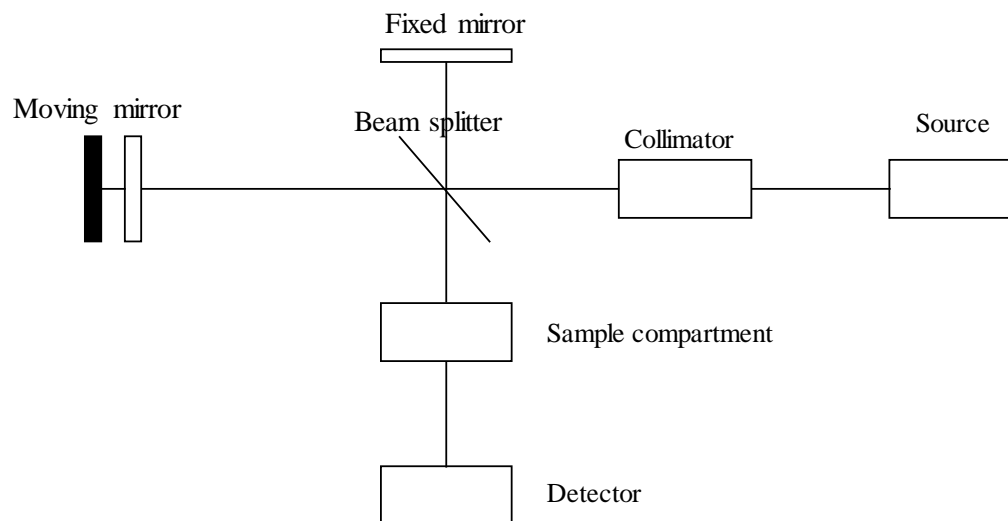 Fixed mirror
Moving mirror
Beam splitter
Source
Collimator
Sample compartment
Detector